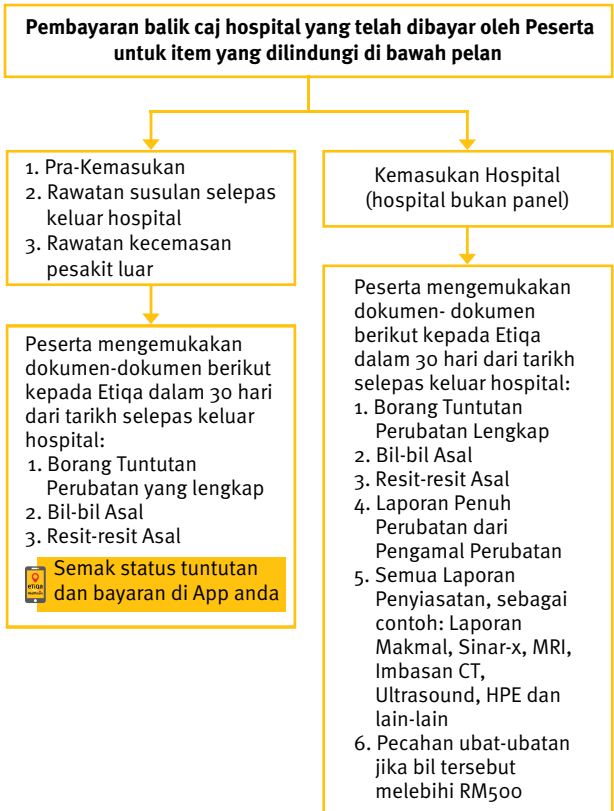 Pembayaran balik caj hospital yang telah dibayar oleh Peserta
untuk item yang dilindungi di bawah pelan
1. Pra-Kemasukan
2. Rawatan susulan selepas
keluar hospital
3. Rawatan kecemasan
pesakit luar
Peserta mengemukakan
dokumen-dokumen berikut
kepada Etiqa dalam 30 hari
dari tarikh selepas keluar
hospital:
1. Borang Tuntutan
Perubatan yang lengkap
2. Bil-bil Asal
3. Resit-resit Asal
etiqa
Semak status tuntutan
dan bayaran di App anda
Kemasukan Hospital
(hospital bukan panel)
Peserta mengemukakan
dokumen- dokumen
berikut kepada Etiqa
dalam 30 hari dari tarikh
selepas keluar hospital:
1. Borang Tuntutan
Perubatan Lengkap
2. Bil-bil Asal
3. Resit-resit Asal
4. Laporan Penuh
Perubatan dari
Pengamal Perubatan
5. Semua Laporan
Penyiasatan, sebagai
contoh: Laporan
Makmal, Sinar-x, MRI,
Imbasan CT,
Ultrasound, HPE dan
lain-lain
6. Pecahan ubat-ubatan
jika bil tersebut
melebihi RM500